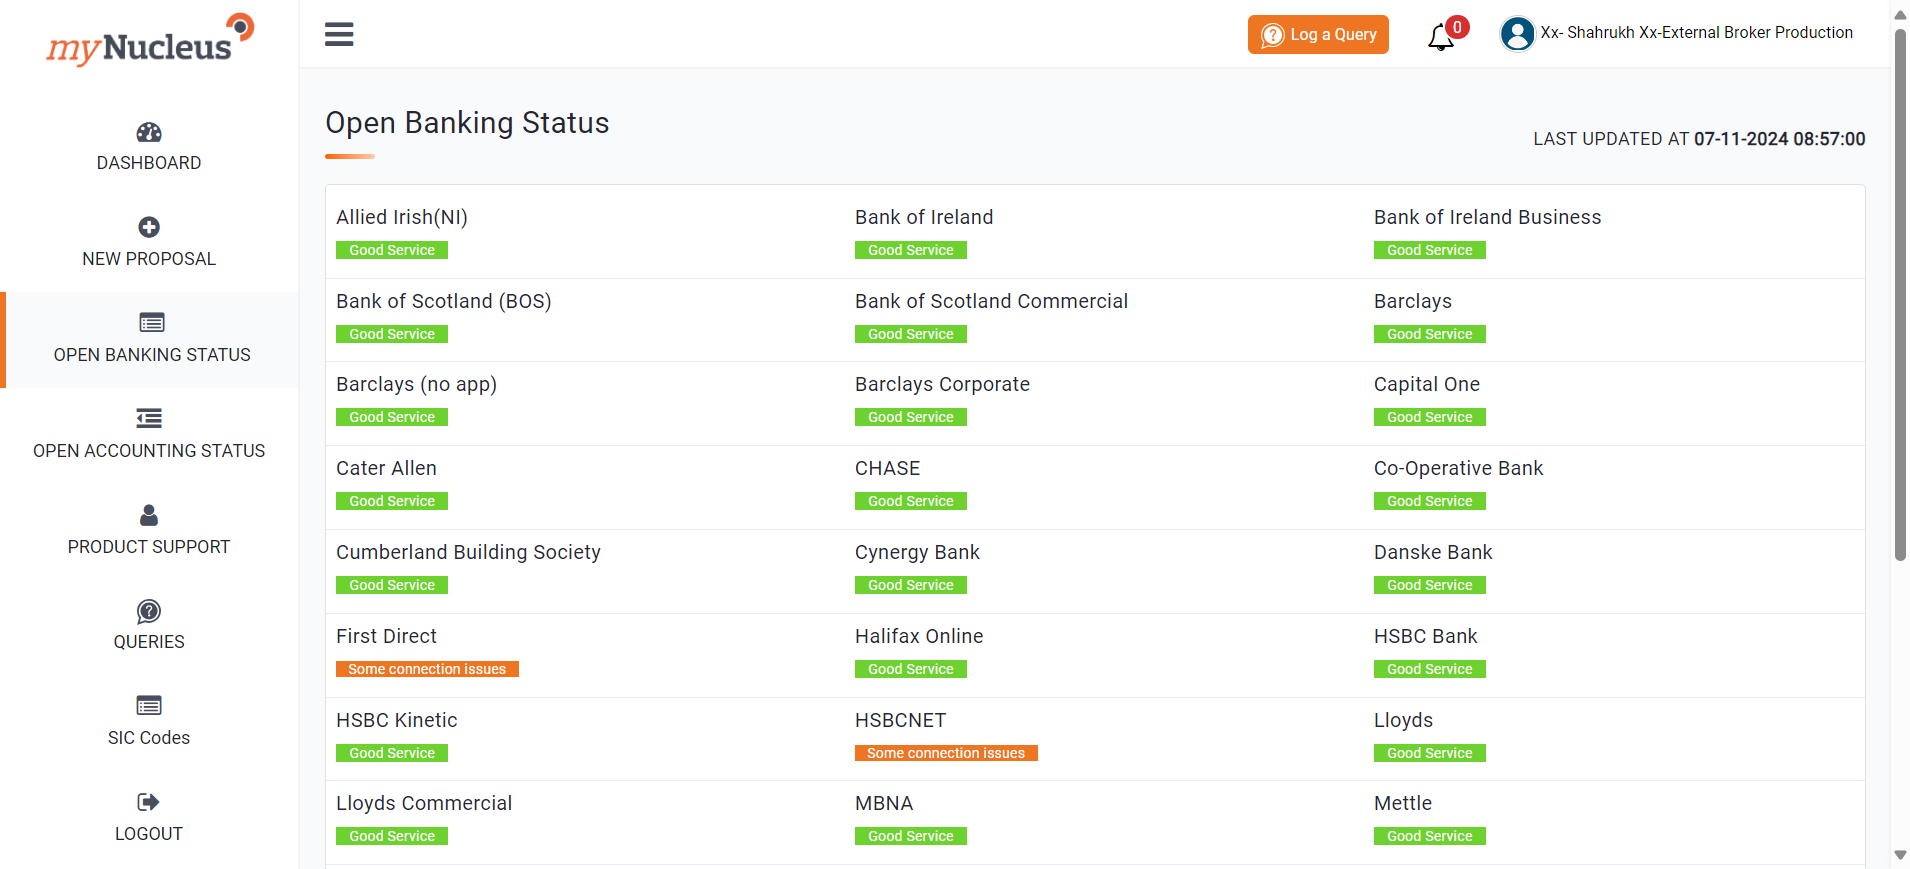 myNucleus
DASHBOARD
NEW PROPOSAL
OPEN BANKING STATUS
OPEN ACCOUNTING STATUS
PRODUCT SUPPORT
QUERIES
SIC Codes
LOGOUT
Log a Query
0
Xx- Shahrukh Xx-External Broker Production
Open Banking Status
LAST UPDATED AT 07-11-2024 08:57:00
Allied Irish(NI) Bank of Ireland Bank of Ireland Business
Good Service Good Service Good Service
Bank of Scotland (BOS) Bank of Scotland Commercial Barclays
Good Service Good Service Good Service
Barclays (no app) Barclays Corporate Capital One
Good Service Good Service Good Service
Cater Allen CHASE Co-Operative Bank
Good Service Good Service Good Service
Cumberland Building Society Cynergy Bank Danske Bank
Good Service Good Service Good Service
First Direct Halifax Online HSBC Bank
Some connection issues Good Service Good Service
HSBC Kinetic HSBCNET Lloyds
Good Service Some connection issues Good Service
Lloyds Commercial MBNA Mettle
Good Service Good Service Good Service